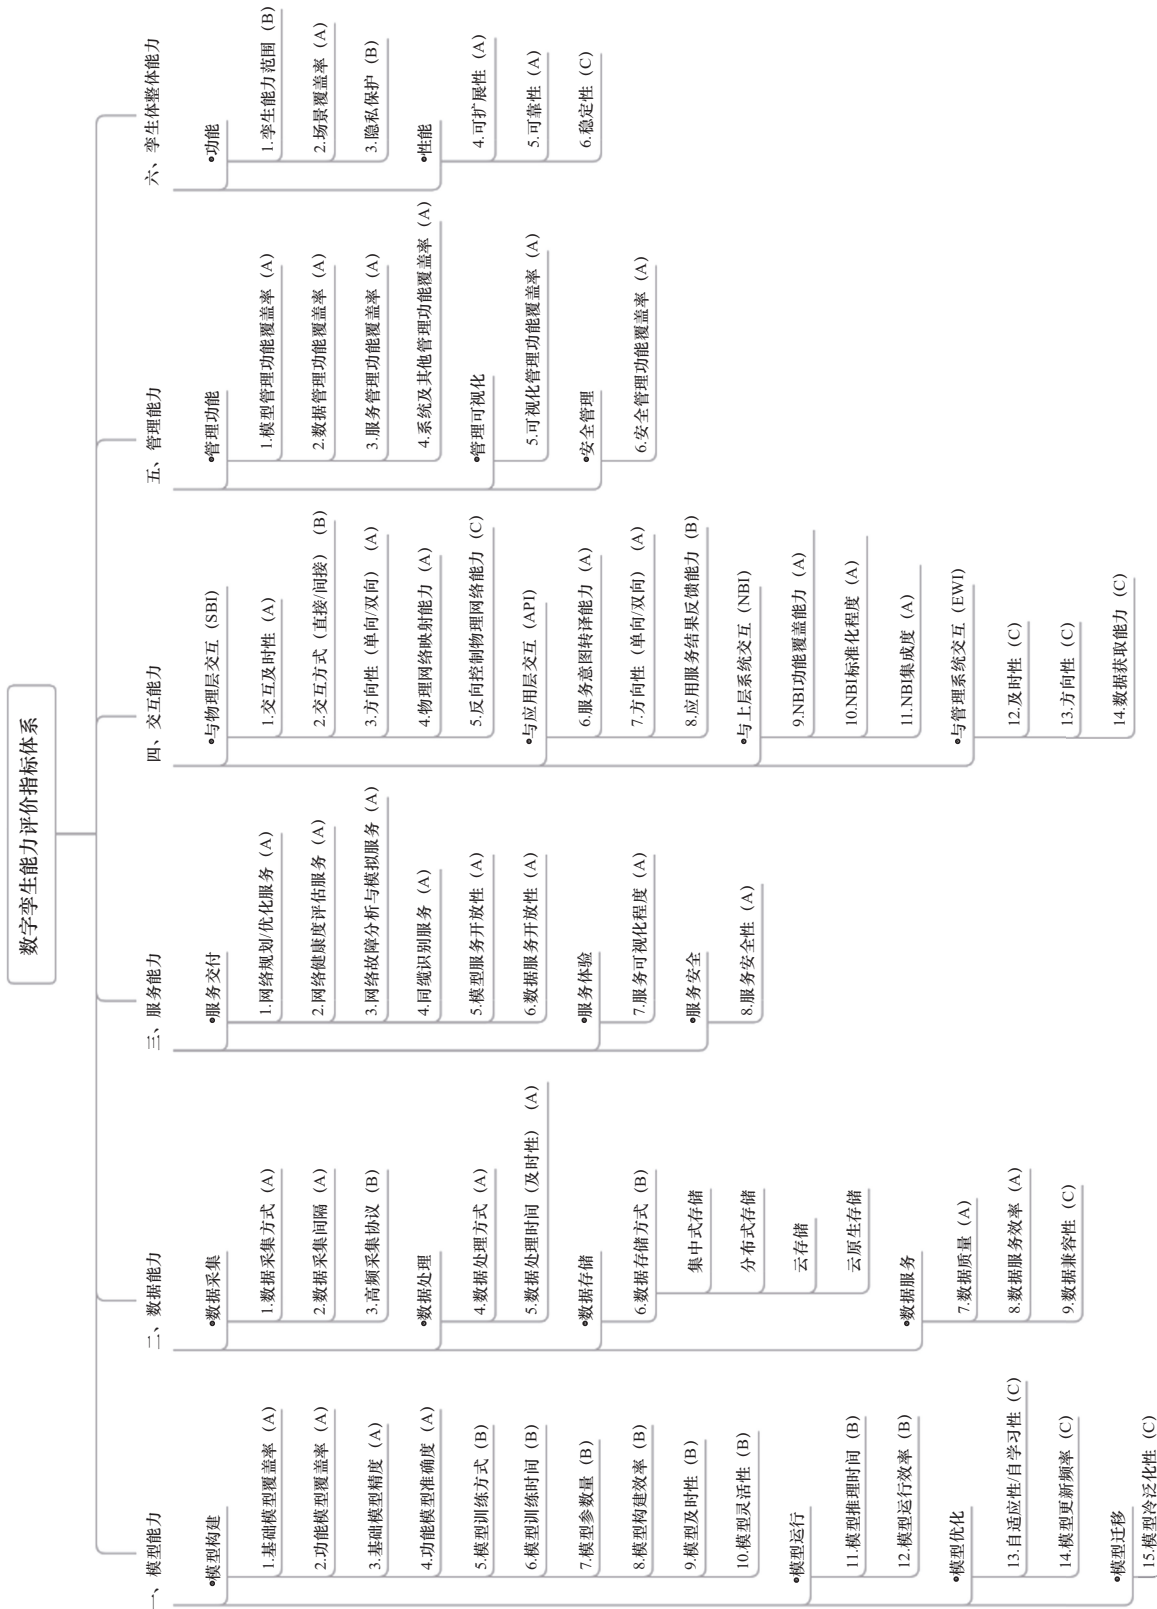 数字孪生能力评价指标体系
一、模型能力
•模型构建
1.基础模型覆盖率（A）
2.功能模型覆盖率（A）
3.基础模型精度（A）
4.功能模型准确度（A）
5.模型训练方式（B）
6.模型训练时间（B）
7.模型参数量（B）
8.模型构建效率（B）
9.模型及时性（B）
10.模型灵活性（B）
•模型运行
11.模型推理时间（B）
12.模型运行效率（B）
•模型优化
13.自适应性/自学习性（C）
14.模型更新频率（C）
•模型迁移
15.模型泛化性（C）
二、数据能力
•数据采集
1.数据采集方式（A）
2.数据采集间隔（A）
3.高频采集协议（B）
•数据处理
4.数据处理方式（A）
5.数据处理时间（及时性）（A）
•数据存储
6.数据存储方式（B）
集中式存储
分布式存储
云存储
云原生存储
•数据服务
7.数据质量（A）
8.数据服务效率（A）
9.数据兼容性（C）
三、服务能力
•服务交付
1.网络规划/优化服务（A）
2.网络健康度评估服务（A）
3.网络故障分析与模拟服务（A）
4.同缆识别服务（A）
5.模型服务开放性（A）
6.数据服务开放性（A）
•服务体验
7.服务可视化程度（A）
•服务安全
8.服务安全性（A）
四、交互能力
•与物理层交互（SBI）
1.交互及时性（A）
2.交互方式（直接/间接）（B）
3.方向性（单向/双向）（A）
4.物理网络映射能力（A）
5.反向控制物理网络能力（C）
•与应用层交互（API）
6.服务意图转译能力（A）
7.方向性（单向/双向）（A）
8.应用服务结果反馈能力（B）
•与上层系统交互（NBI）
9.NBI功能覆盖能力（A）
10.NBI标准化程度（A）
11.NBI集成度（A）
•与管理系统交互（EWI）
12.及时性（C）
13.方向性（C）
14.数据获取能力（C）
五、管理能力
•管理功能
1.模型管理功能覆盖率（A）
2.数据管理功能覆盖率（A）
3.服务管理功能覆盖率（A）
4.系统及其他管理功能覆盖率（A）
•管理可视化
5.可视化管理功能覆盖率（A）
•安全管理
6.安全管理功能覆盖率（A）
六、孪生体整体能力
•功能
1.孪生能力范围（B）
2.场景覆盖率（A）
3.隐私保护（B）
•性能
4.可扩展性（A）
5.可靠性（A）
6.稳定性（C）